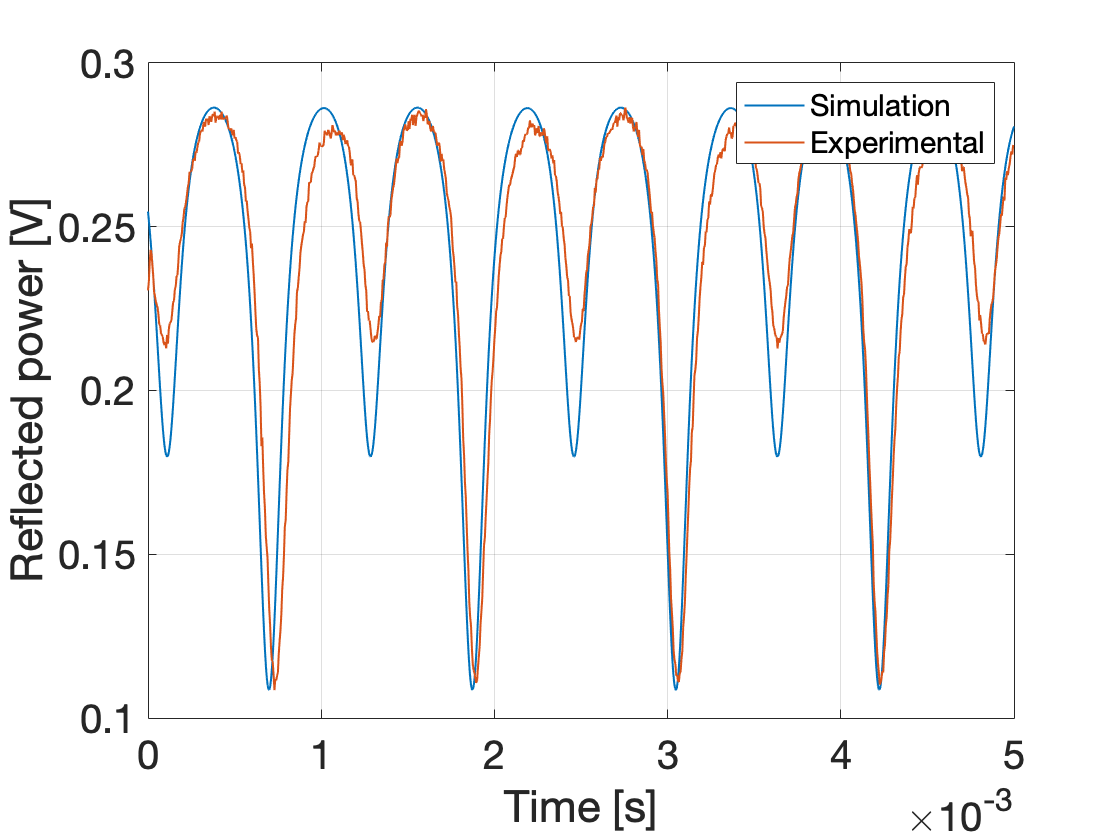 0.3
0.25
0.2
0.15
0.1
Reflected power [V]
Simulation
Experimental
0 1 2 3 4 5
Time [s]
×10-3